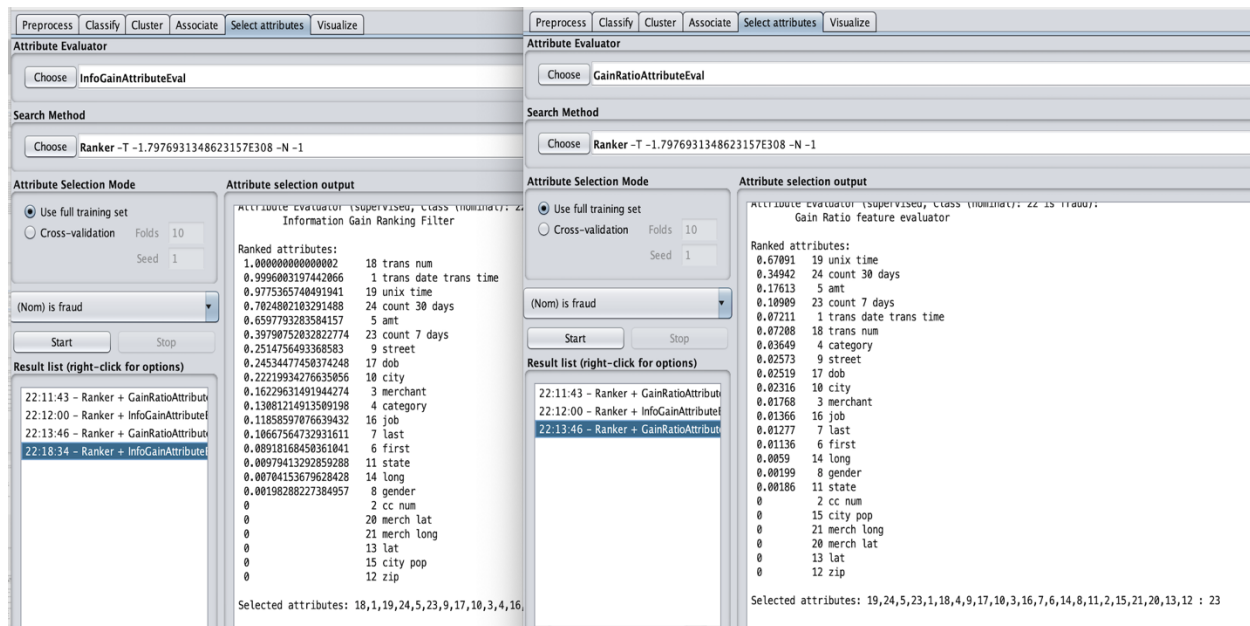 Preprocess Classify Cluster Associate Select attributes Visualize
Attribute Evaluator
Choose InfoGainAttributeEval
Search Method
Choose Ranker -T -1.7976931348623157E308 -N -1
Attribute Selection Mode
Use full training set
Cross-validation Folds 10
Seed 1
(Nom) is fraud
Start Stop
Result list (right-click for options)
22:11:43 - Ranker + GainRatioAttribut
22:12:00 - Ranker + InfoGainAttributeE
22:13:46 - Ranker + GainRatioAttribut
22:18:34 - Ranker + InfoGainAttributeE
Attribute selection output
Attribute Evaluator (supervised, Class (nominal): 22
Information Gain Ranking Filter
Ranked attributes:
1.000000000000002 18 trans num
0.9996003197442066 1 trans date trans time
0.9775365740491941 19 unix time
0.7024802103291488 24 count 30 days
0.6597793283584157 5 amt
0.39790752032822774 23 count 7 days
0.2514756493368583 9 street
0.24534477450374248 17 dob
0.22219934276635056 10 city
0.16229631491944274 3 merchant
0.13081214913509198 4 category
0.11858597076639432 16 job
0.10667564732931611 7 last
0.08918168450361041 6 first
0.00979413292859288 11 state
0.00704153679628428 14 long
0.00198288227384957 8 gender
0 2 cc num
0 20 merch lat
0 21 merch long
0 13 lat
0 15 city pop
0 12 zip
Selected attributes: 18,1,19,24,5,23,9,17,10,3,4,16,
Preprocess Classify Cluster Associate Select attributes Visualize
Attribute Evaluator
Choose GainRatioAttributeEval
Search Method
Choose Ranker -T -1.7976931348623157E308 -N -1
Attribute Selection Mode
Use full training set
Cross-validation Folds 10
Seed 1
(Nom) is fraud
Start Stop
Result list (right-click for options)
22:11:43 - Ranker + GainRatioAttribut
22:12:00 - Ranker + InfoGainAttributeE
22:13:46 - Ranker + GainRatioAttribut
Attribute selection output
Attribute Evaluator (supervised, Class (nominal): 22 is fraud):
Gain Ratio feature evaluator
Ranked attributes:
0.67091 19 unix time
0.34942 24 count 30 days
0.17613 5 amt
0.10909 23 count 7 days
0.07211 1 trans date trans time
0.07208 18 trans num
0.03649 4 category
0.02573 9 street
0.02519 17 dob
0.02316 10 city
0.01768 3 merchant
0.01366 16 job
0.01277 7 last
0.01136 6 first
0.0059 14 long
0.00199 8 gender
0.00186 11 state
0 2 cc num
0 15 city pop
0 21 merch long
0 20 merch lat
0 13 lat
0 12 zip
Selected attributes: 19,24,5,23,1,18,4,9,17,10,3,16,7,6,14,8,11,2,15,21,20,13,12 : 23